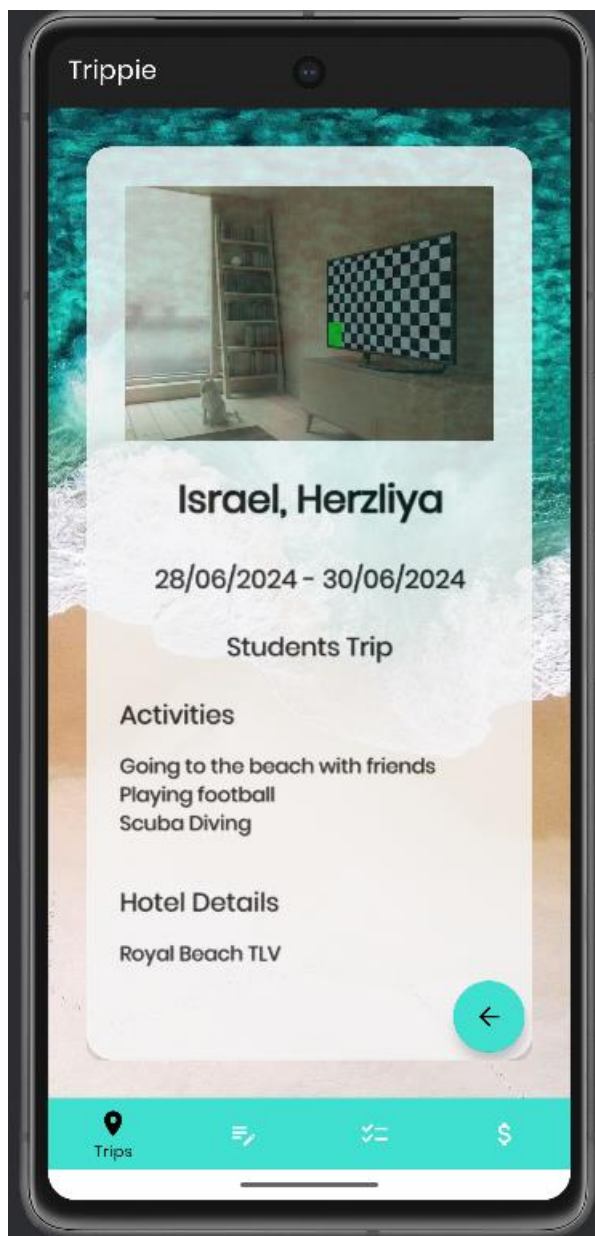 Trippie
Israel, Herzliya
28/06/2024 - 30/06/2024
Students Trip
Activities
Going to the beach with friends
Playing football
Scuba Diving
Hotel Details
Royal Beach TLV
Trips